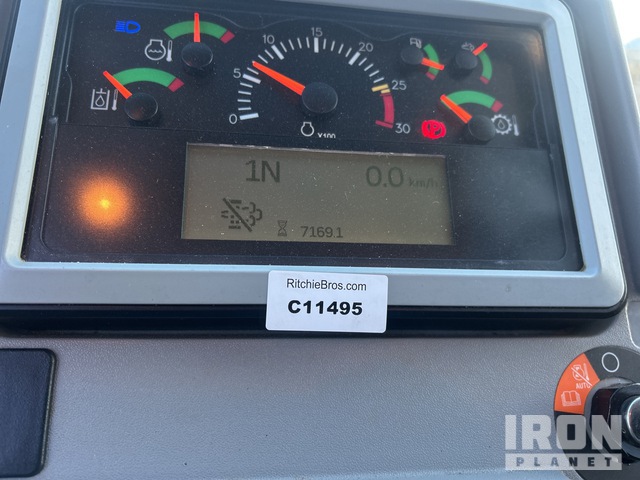 0 5 10 15 20 25 30
X100
1N 0.0 km/h
7169.1
RitchieBros.com
C11495
AUTO
IRON
PLANET